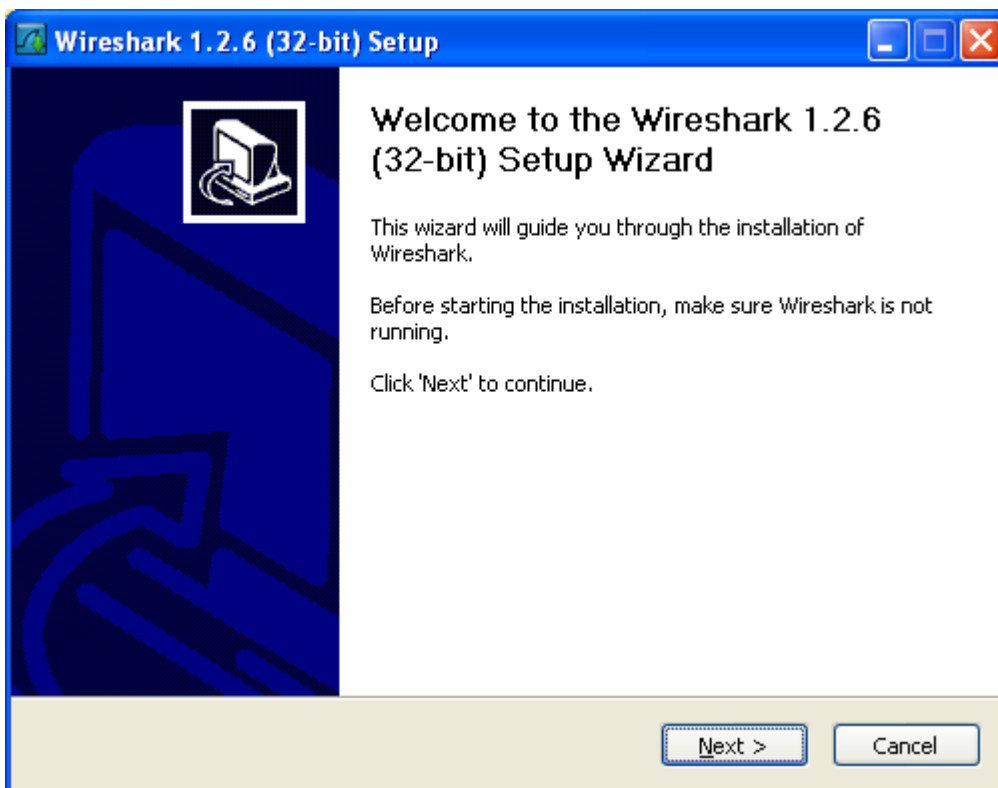 Wireshark 1.2.6 (32-bit) Setup
Welcome to the Wireshark 1.2.6
(32-bit) Setup Wizard
This wizard will guide you through the installation of
Wireshark.
Before starting the installation, make sure Wireshark is not
running.
Click 'Next' to continue.
Next >
Cancel